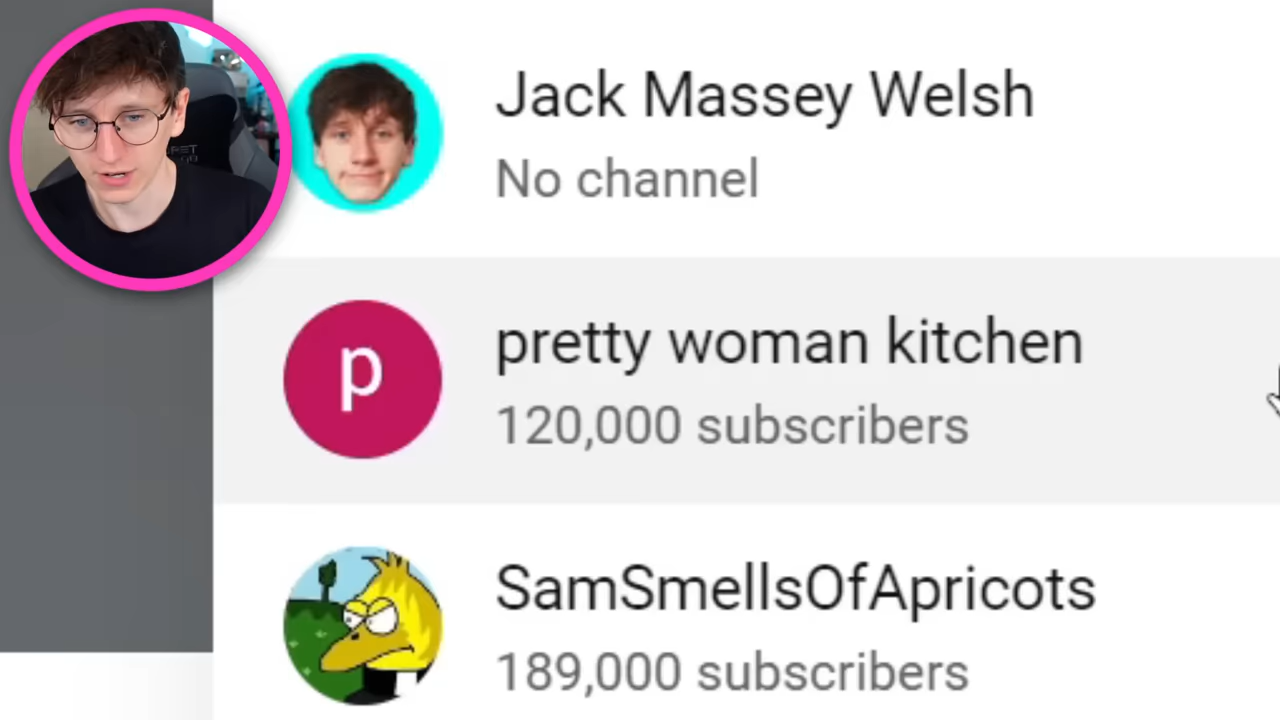 Jack Massey Welsh
No channel
p
pretty woman kitchen
120,000 subscribers
SamSmellsOfApricots
189,000 subscribers